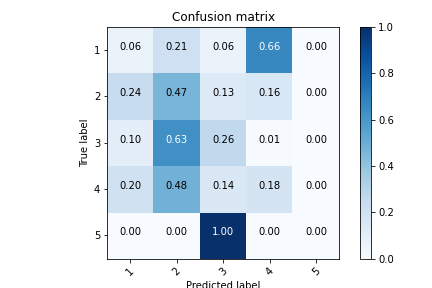 Confusion matrix
1.0
1 0.06 0.21 0.06 0.66 0.00
0.8
2 0.24 0.47 0.13 0.16 0.00
0.6
True label
3 0.10 0.63 0.26 0.01 0.00
0.4
4 0.20 0.48 0.14 0.18 0.00
0.2
5 0.00 0.00 1.00 0.00 0.00
0.0
1 2 3 4 5
Predicted label